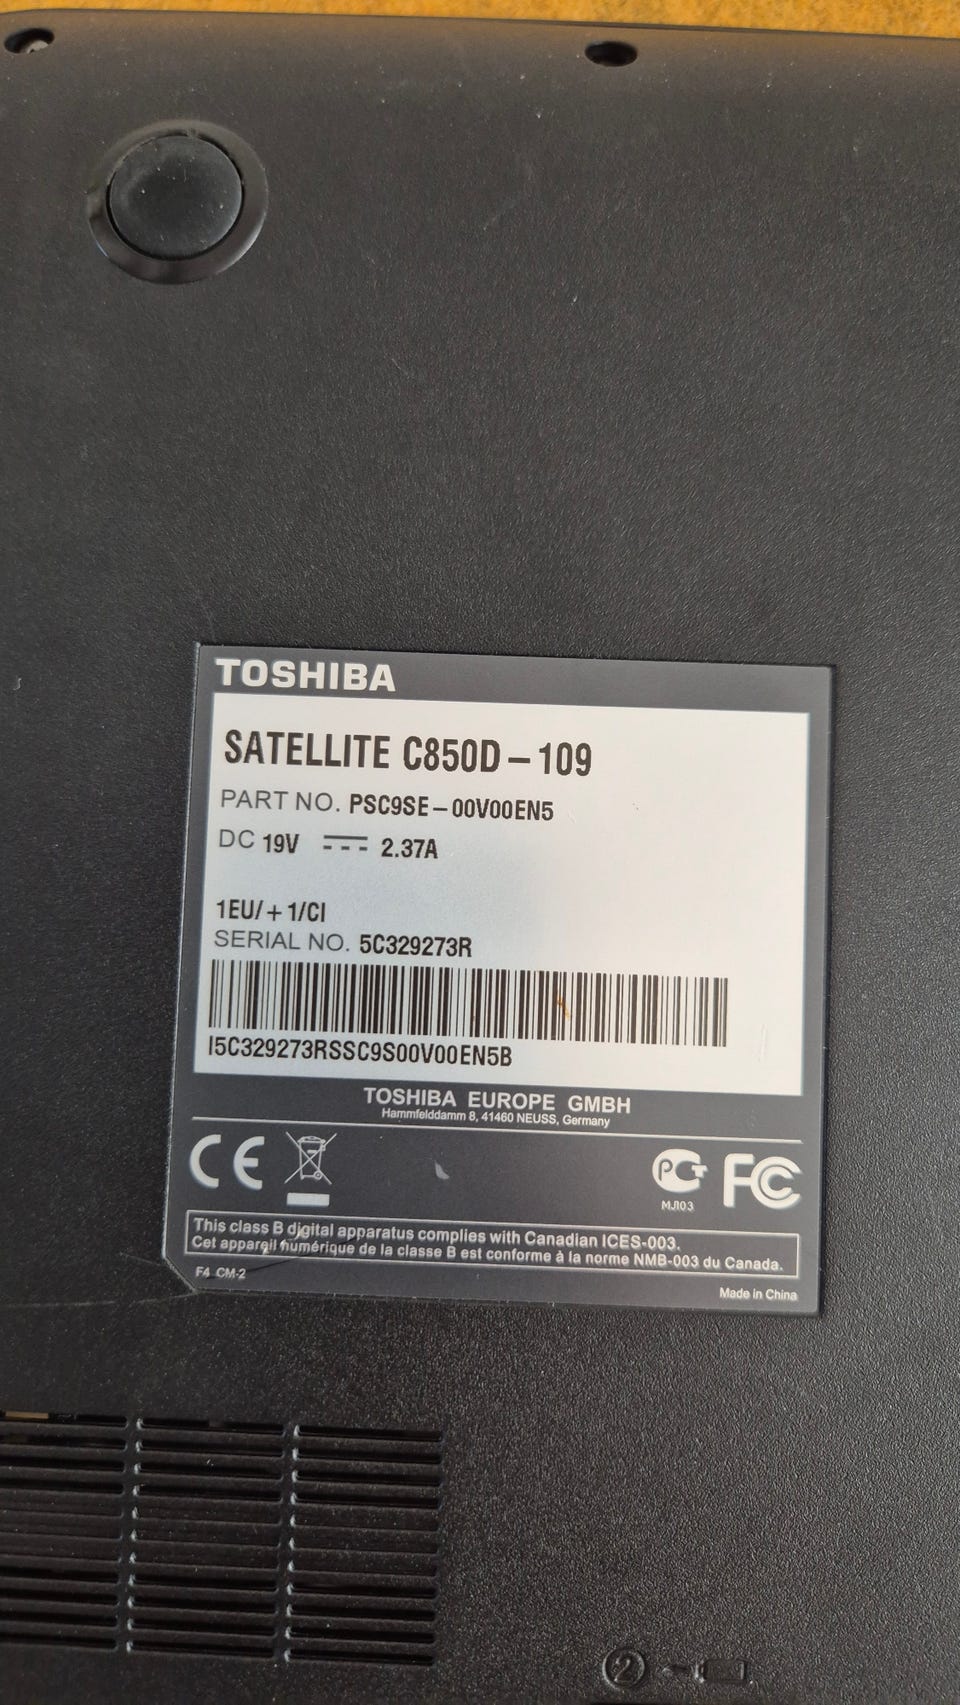 TOSHIBA
SATELLITE C850D-109
PART NO. PSC9SE-00V00EN5
DC 19V 2.37A
1EU/+1/CI
SERIAL NO. 5C329273R
I5C329273RSSC9S00V00EN5B
TOSHIBA EUROPE GMBH
Hammfelddamm 8, 41460 NEUSS, Germany
CE PCT FC
МЛ03
This class B digital apparatus complies with Canadian ICES-003.
Cet appareil numérique de la classe B est conforme à la norme NMB-003 du Canada.
F4 CM-2
Made in China
2